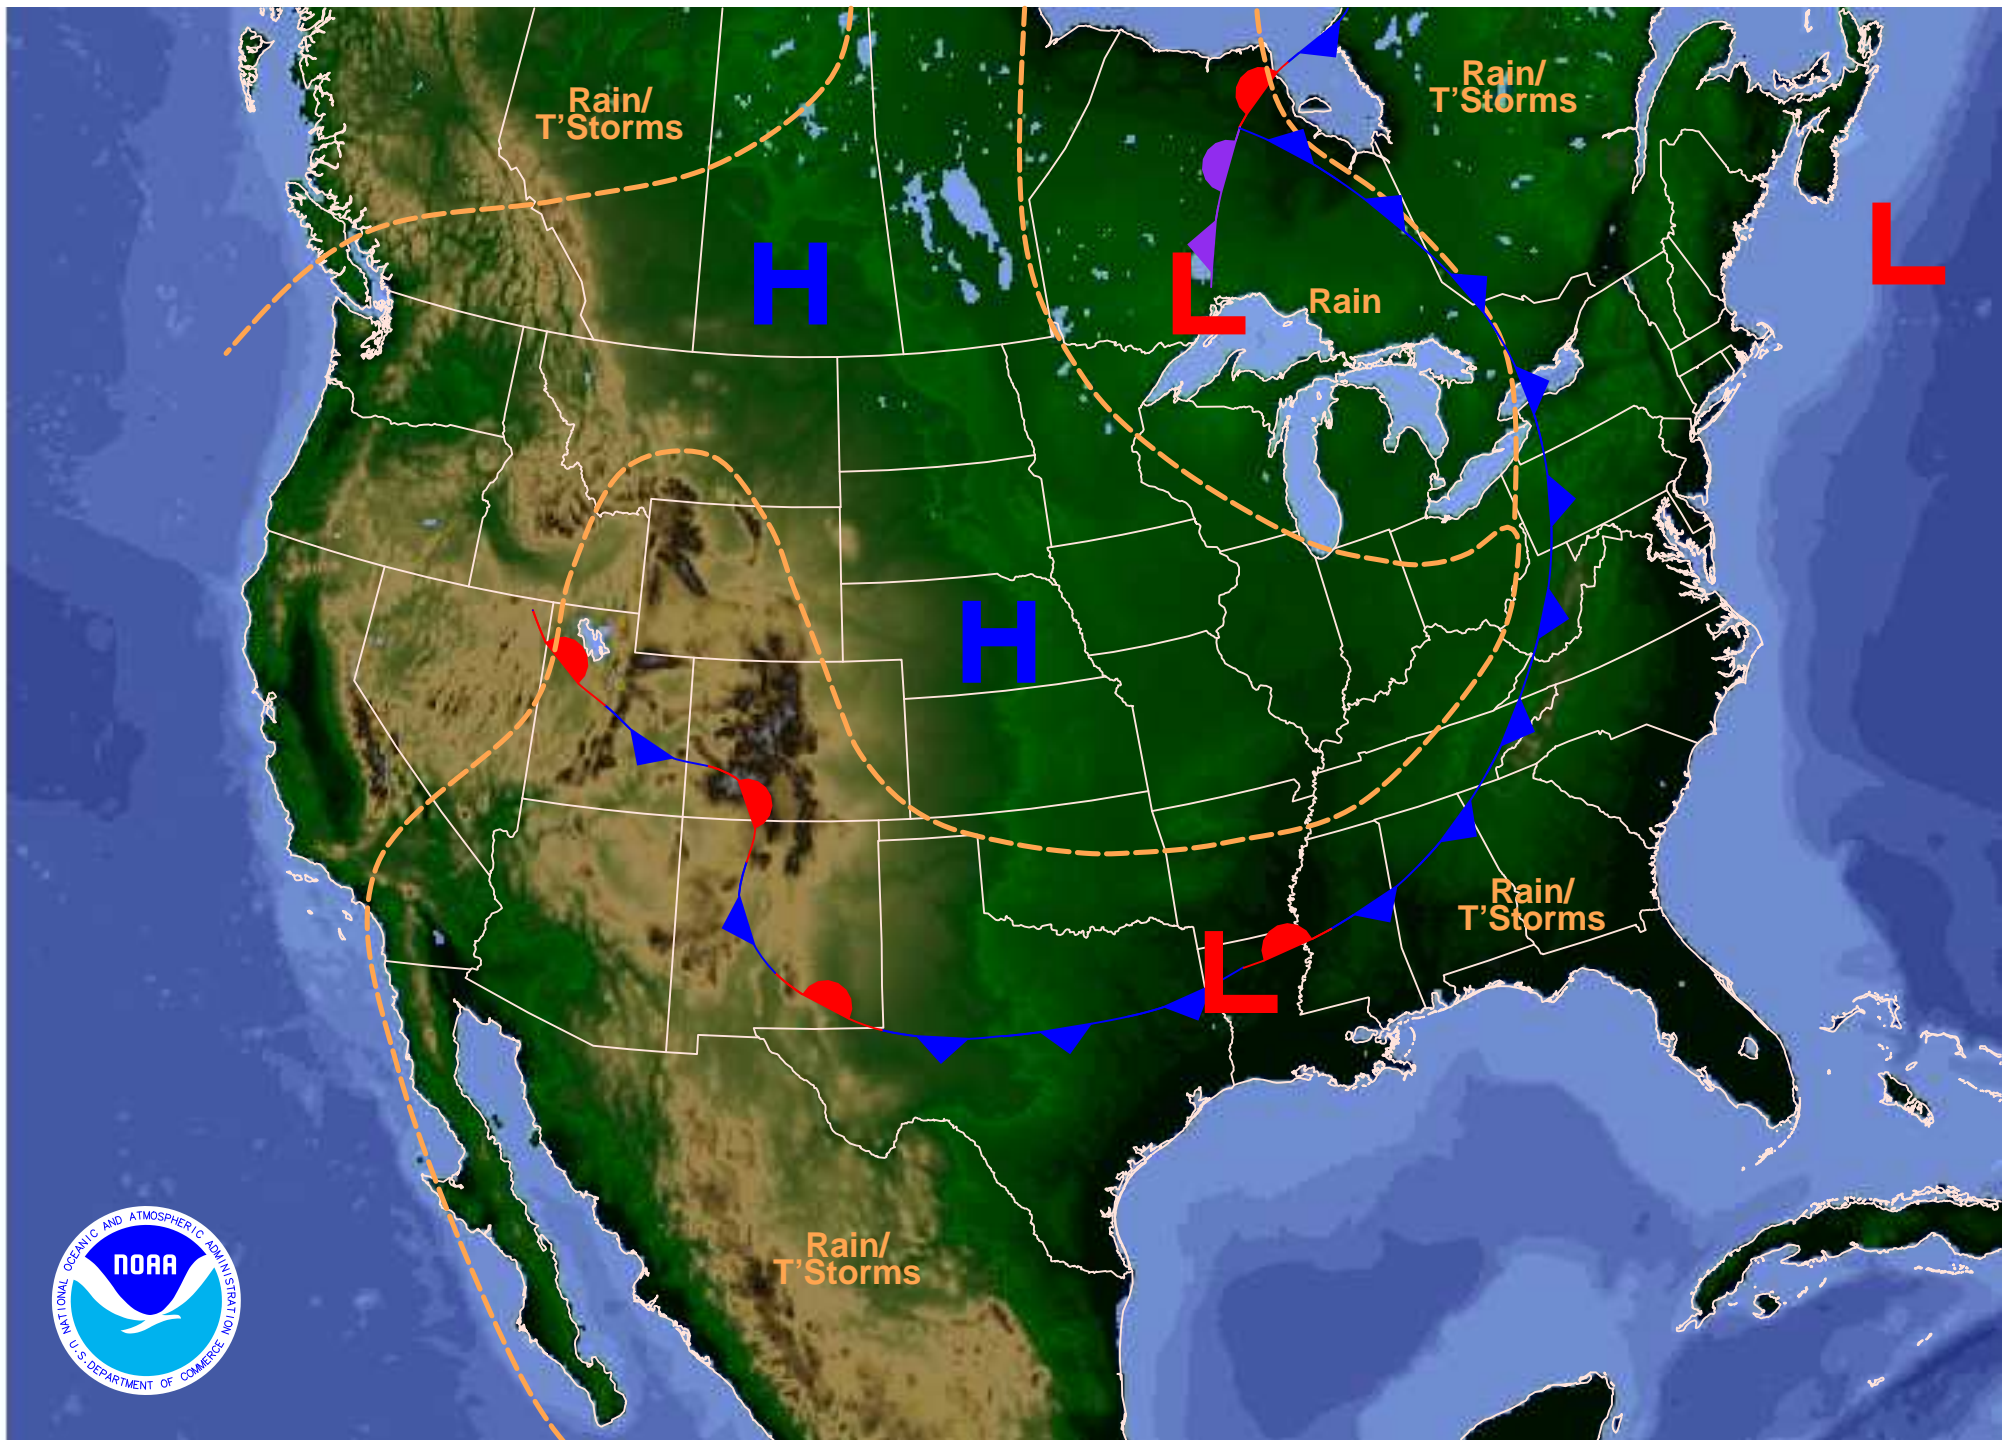 Rain/
T'Storms
Rain/
T'Storms
H
L
L
Rain
H
Rain/
T'Storms
L
Rain/
T'Storms
NATIONAL OCEANIC AND ATMOSPHERIC ADMINISTRATION
NOAA
U.S. DEPARTMENT OF COMMERCE